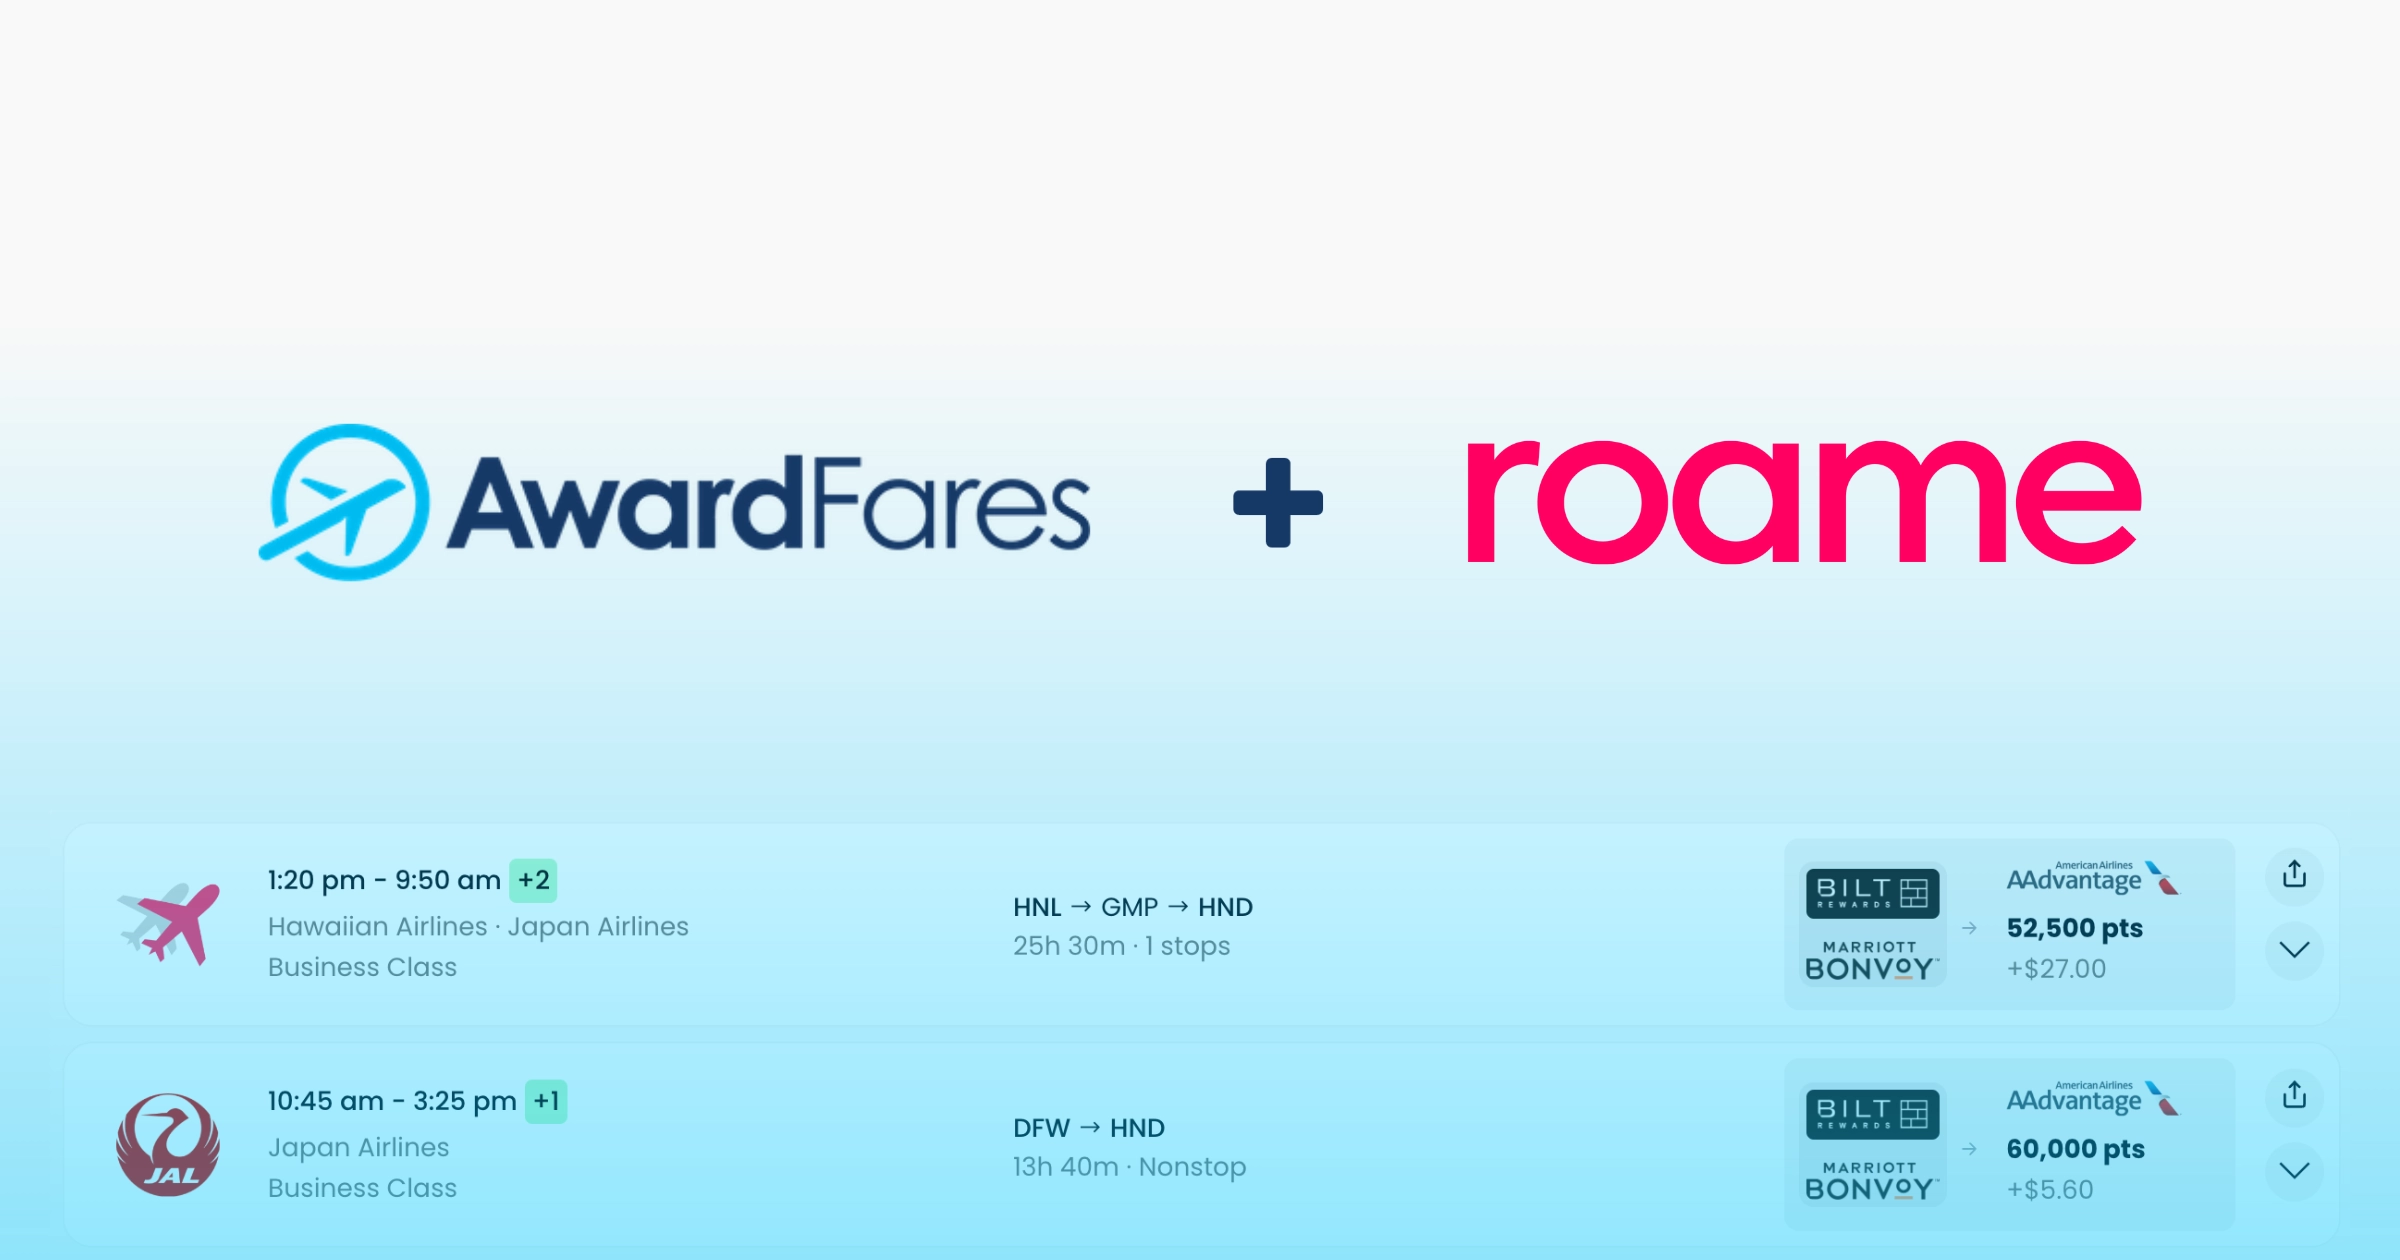 AwardFares + roame
1:20 pm - 9:50 am +2
Hawaiian Airlines · Japan Airlines
Business Class
HNL → GMP → HND
25h 30m · 1 stops
BILT
REWARDS
MARRIOTT
BONVOY™
→
American Airlines
AAdvantage
52,500 pts
+$27.00
10:45 am - 3:25 pm +1
Japan Airlines
Business Class
JAL
DFW → HND
13h 40m · Nonstop
BILT
REWARDS
MARRIOTT
BONVOY™
→
American Airlines
AAdvantage
60,000 pts
+$5.60